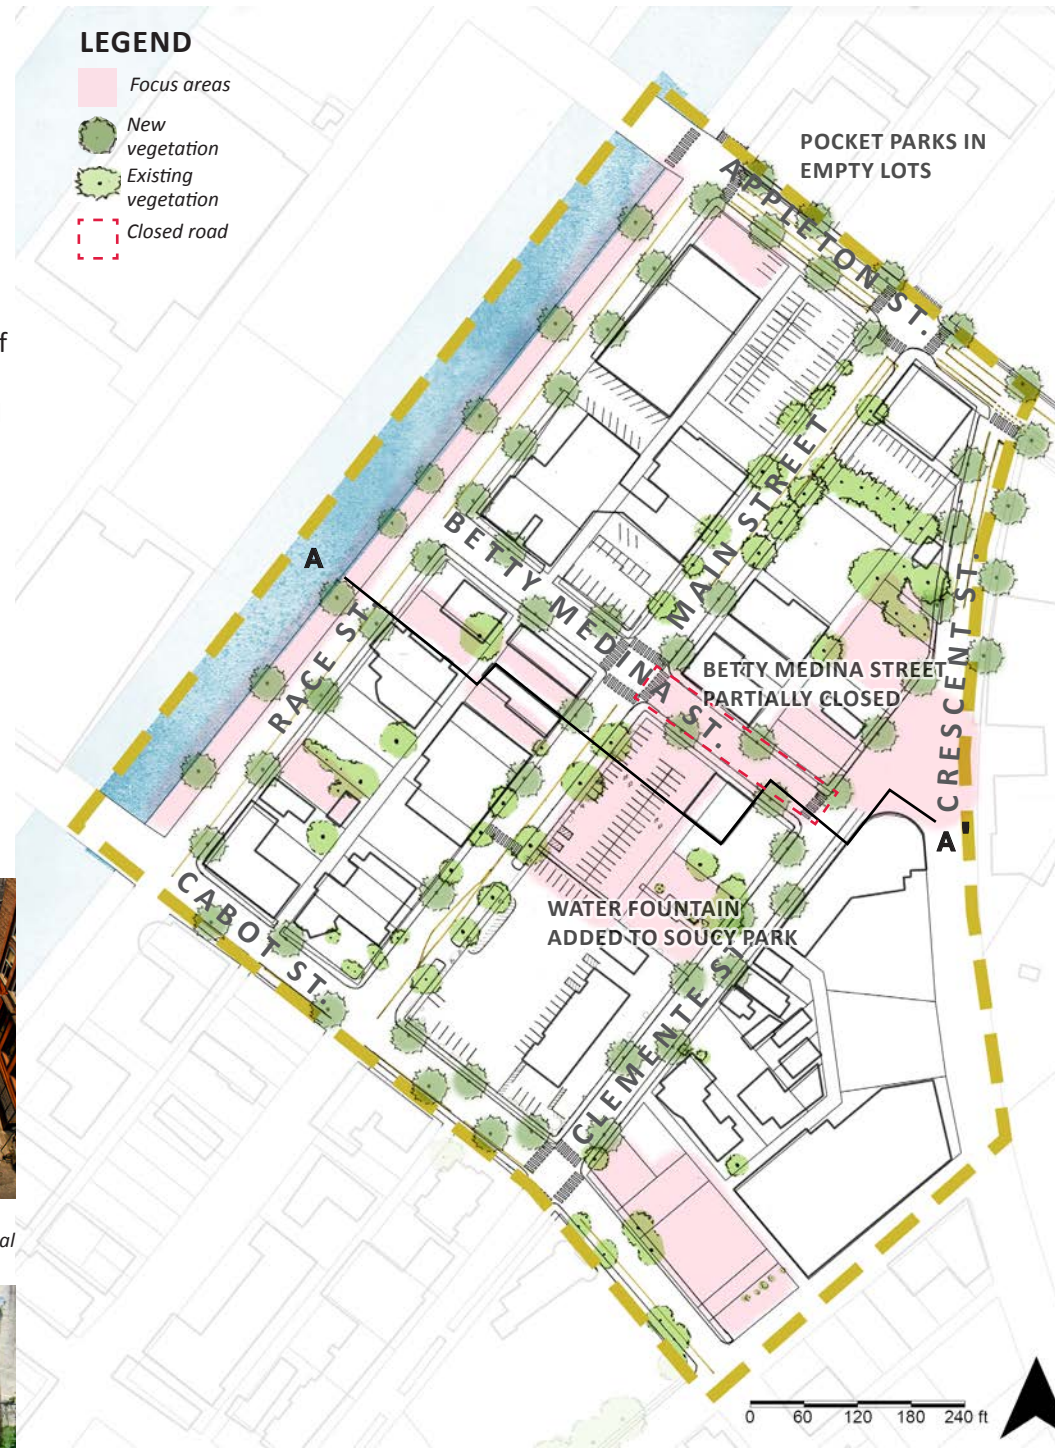 LEGEND
Focus areas
New
vegetation
Existing
vegetation
Closed road
POCKET PARKS IN
EMPTY LOTS
APPLETON ST.
f
MAIN STREET
BETTY MEDINA ST.
A
RACE ST
BETTY MEDINA STREET
PARTIALLY CLOSED
CRESCENT ST.
A'
WATER FOUNTAIN
ADDED TO SOUCY PARK
CABOT ST.
CLEMENTE ST
al
0 60 120 180 240 ft